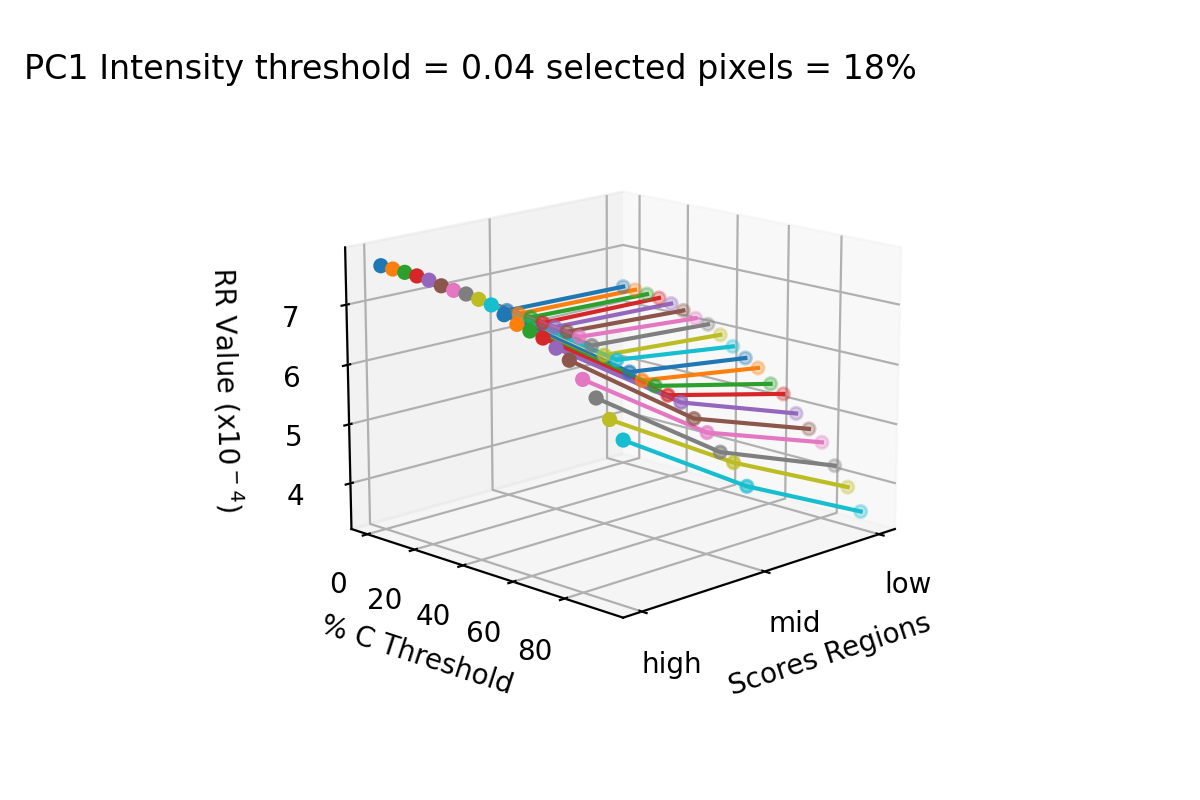 PC1 Intensity threshold = 0.04 selected pixels = 18%
RR Value (x10⁻⁴)
7
6
5
4
0
20
40
60
80
% C Threshold
high
mid
low
Scores Regions